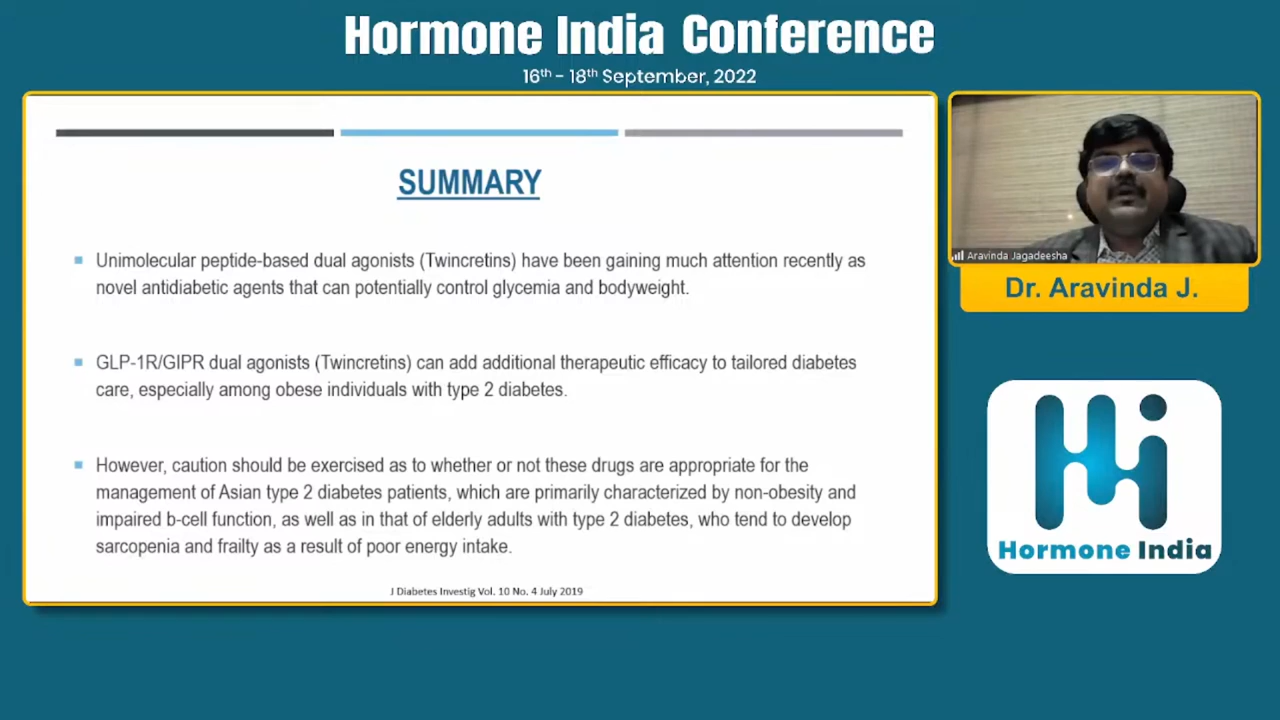 Hormone India Conference
16th - 18th September, 2022
SUMMARY
Unimolecular peptide-based dual agonists (Twincretins) have been gaining much attention recently as
novel antidiabetic agents that can potentially control glycemia and bodyweight.
GLP-1R/GIPR dual agonists (Twincretins) can add additional therapeutic efficacy to tailored diabetes
care, especially among obese individuals with type 2 diabetes.
However, caution should be exercised as to whether or not these drugs are appropriate for the
management of Asian type 2 diabetes patients, which are primarily characterized by non-obesity and
impaired b-cell function, as well as in that of elderly adults with type 2 diabetes, who tend to develop
sarcopenia and frailty as a result of poor energy intake.
J Diabetes Investig Vol. 10 No. 4 July 2019
Aravinda Jagadeesha
Dr. Aravinda J.
Hi
Hormone India